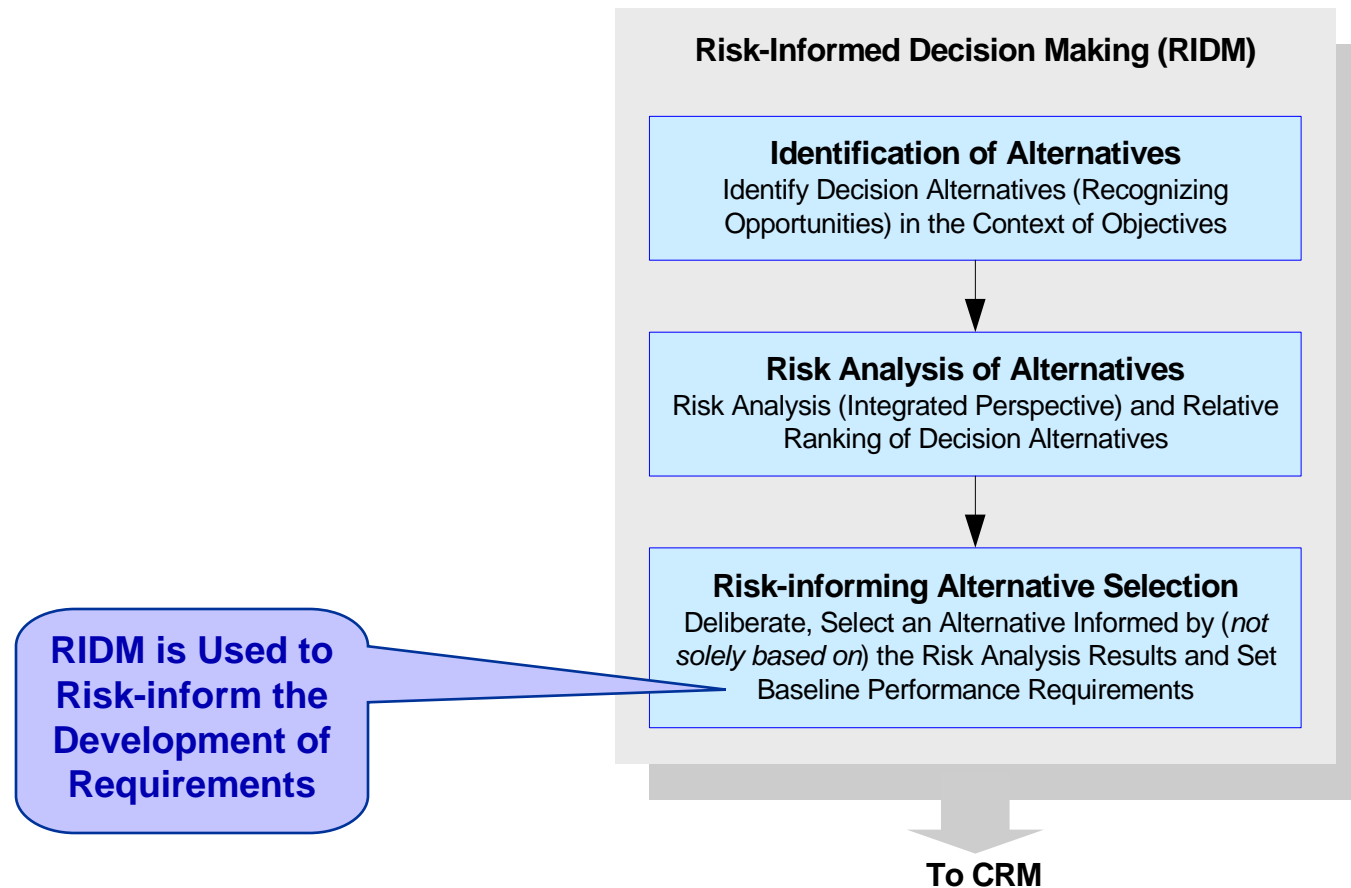 Risk-Informed Decision Making (RIDM)
Identification of Alternatives
Identify Decision Alternatives (Recognizing
Opportunities) in the Context of Objectives
Risk Analysis of Alternatives
Risk Analysis (Integrated Perspective) and Relative
Ranking of Decision Alternatives
Risk-informing Alternative Selection
Deliberate, Select an Alternative Informed by (not
solely based on) the Risk Analysis Results and Set
Baseline Performance Requirements
RIDM is Used to
Risk-inform the
Development of
Requirements
To CRM